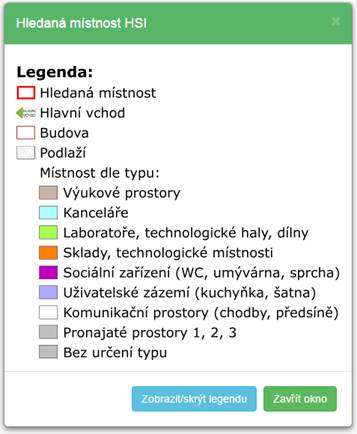 Hledaná místnost HSI
×
Legenda:
Hledaná místnost
Hlavní vchod
Budova
Podlaží
Místnost dle typu:
Výukové prostory
Kanceláře
Laboratoře, technologické haly, dílny
Sklady, technologické místnosti
Sociální zařízení (WC, umývárna, sprcha)
Uživatelské zázemí (kuchyňka, šatna)
Komunikační prostory (chodby, předsíně)
Pronajaté prostory 1, 2, 3
Bez určení typu
Zobrazit/skrýt legendu
Zavřít okno